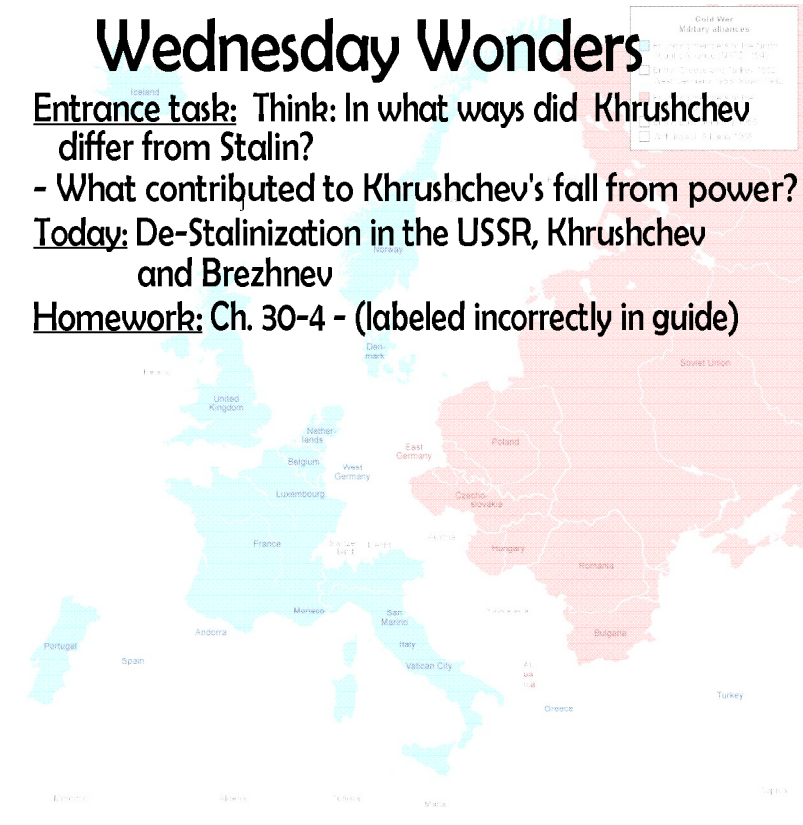 Wednesday Wonders
Entrance task: Think: In what ways did Khrushchev
differ from Stalin?
- What contributed to Khrushchev's fall from power?
Today: De-Stalinization in the USSR, Khrushchev
and Brezhnev
Homework: Ch. 30-4 - (labeled incorrectly in guide)
Cold War
Military alliances
Iceland
Norway
Den-
mark
Soviet Union
United
Kingdom
Nether-
lands
East
Germany
Poland
Belgium
West
Germany
Luxembourg
Czecho-
slovakia
France
Austria
Hungary
Romania
Monaco
San
Marino
Andorra
Bulgaria
Portugal
Italy
Spain
Vatican City
Turkey
Greece